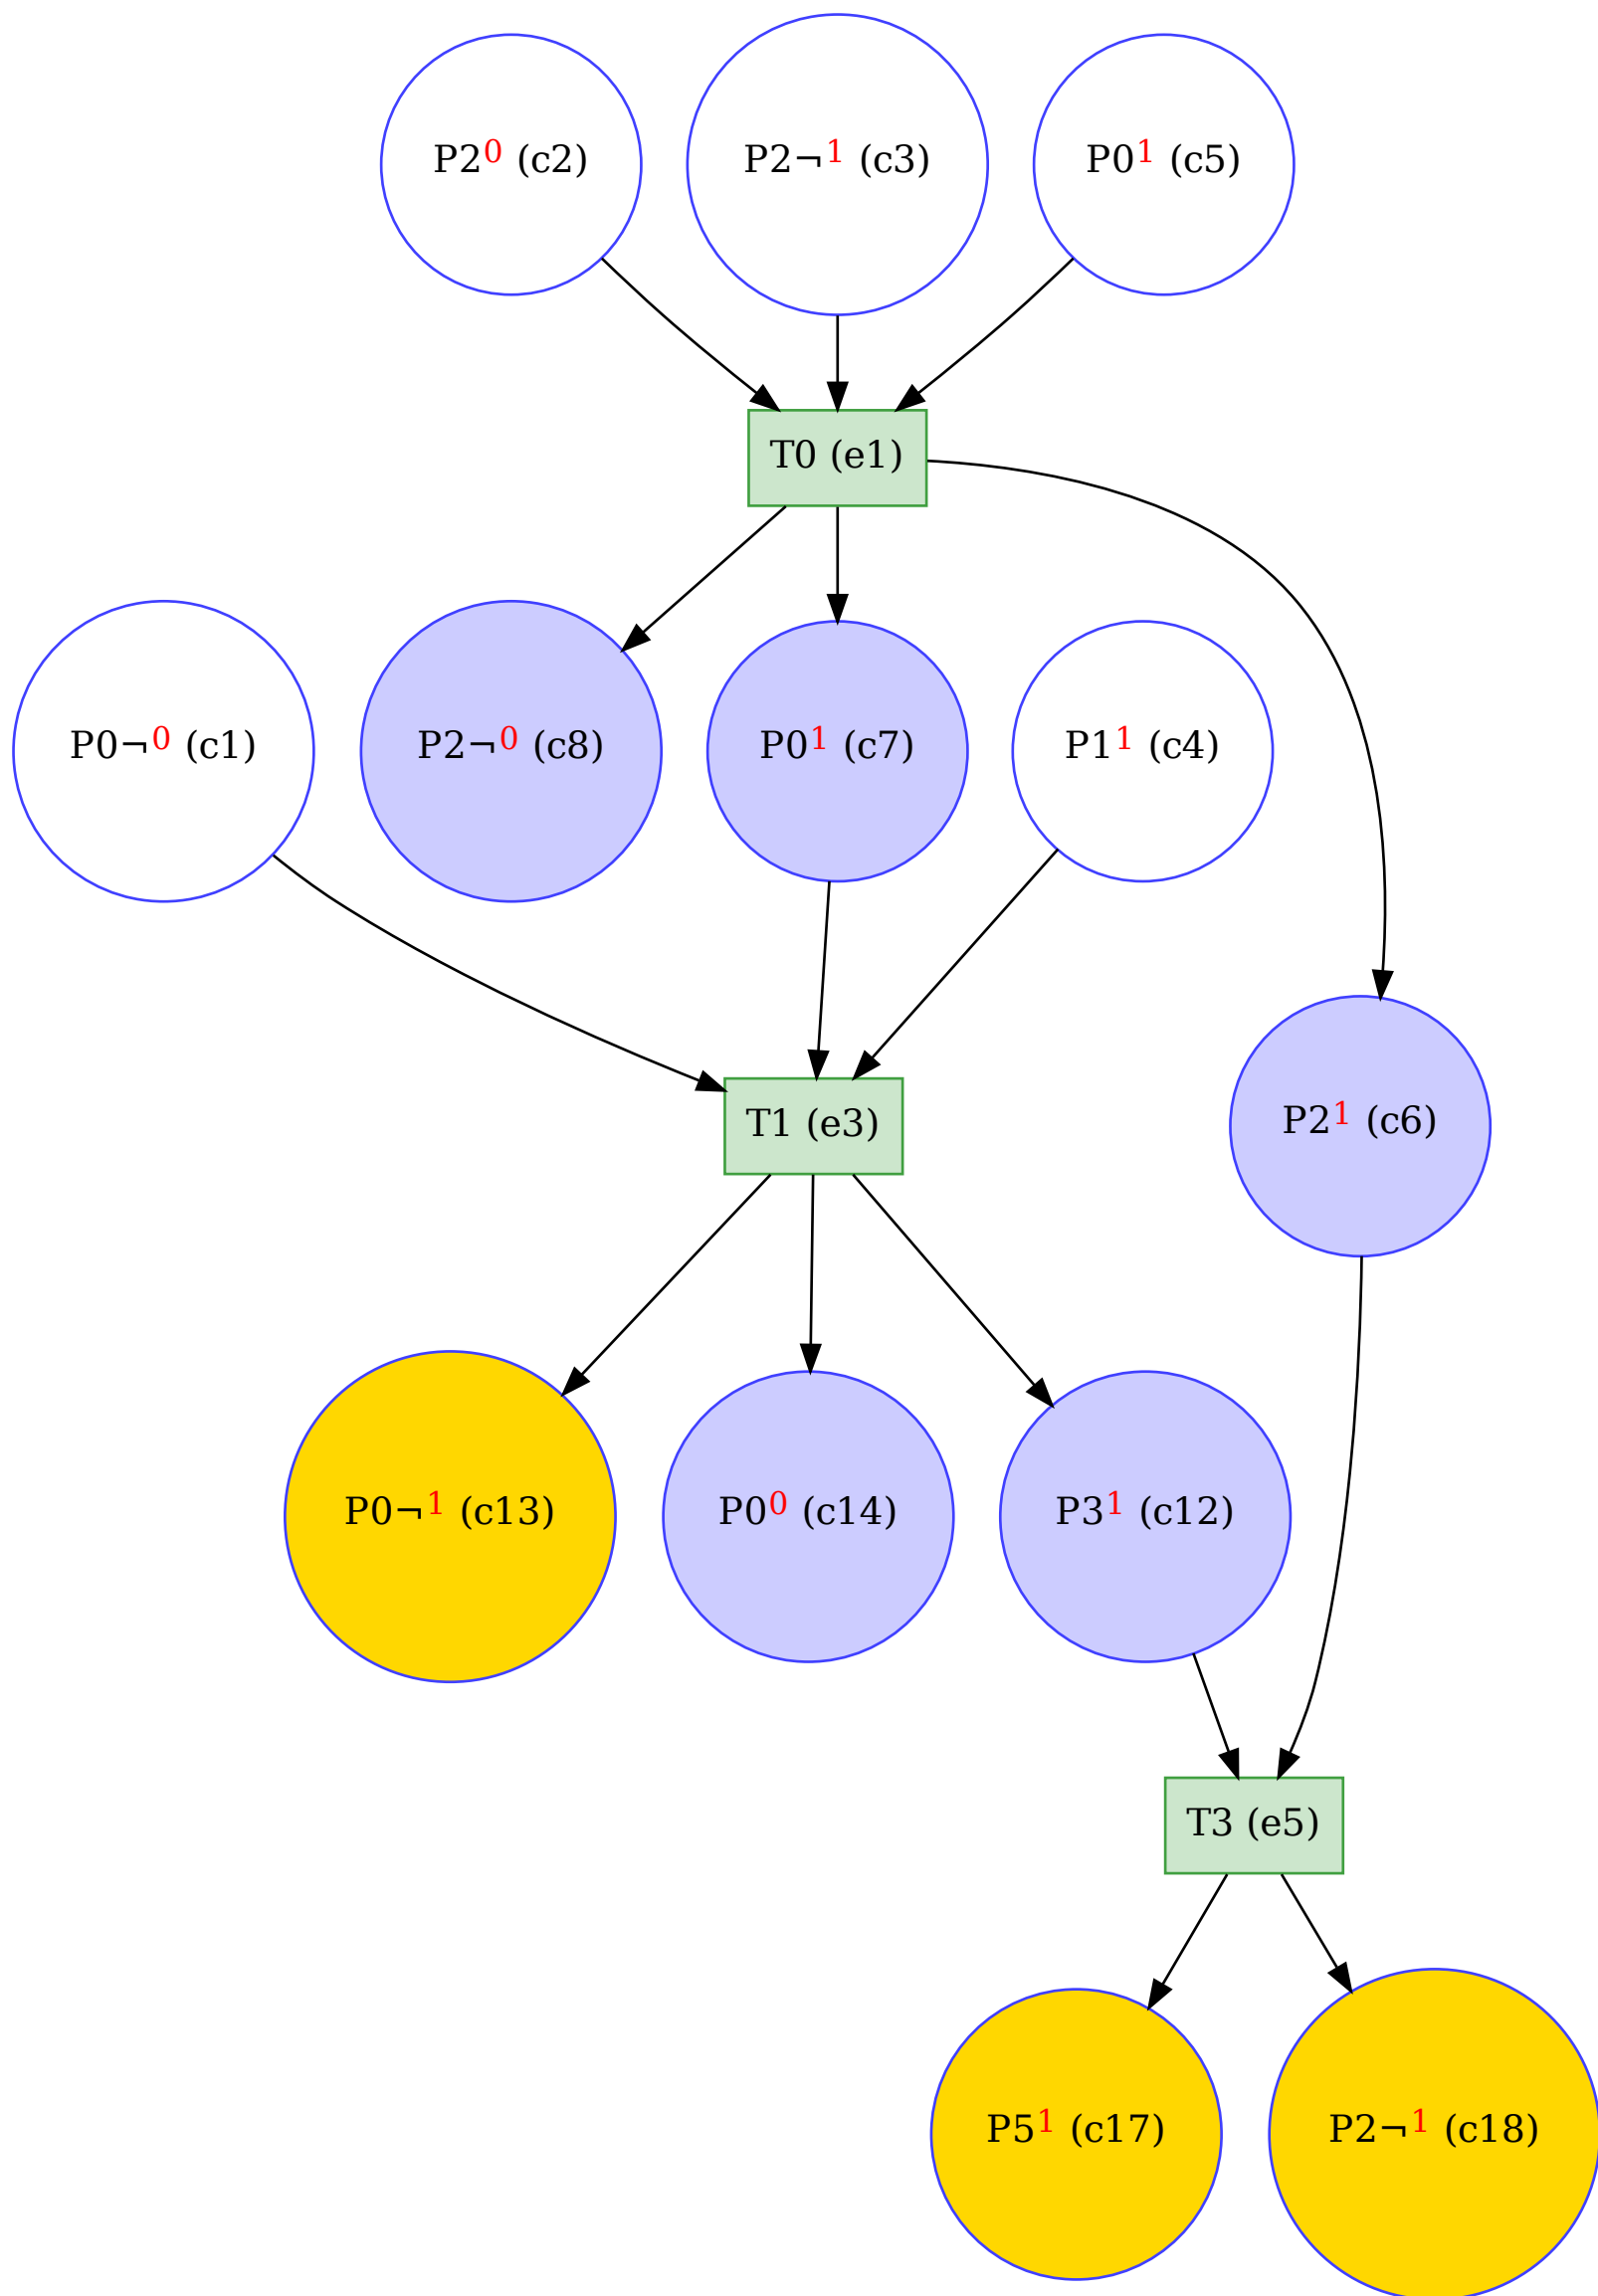 P2⁰ (c2)
P2¬¹ (c3)
P0¹ (c5)
T0 (e1)
P0¬⁰ (c1)
P2¬⁰ (c8)
P0¹ (c7)
P1¹ (c4)
T1 (e3)
P2¹ (c6)
P0¬¹ (c13)
P0⁰ (c14)
P3¹ (c12)
T3 (e5)
P5¹ (c17)
P2¬¹ (c18)